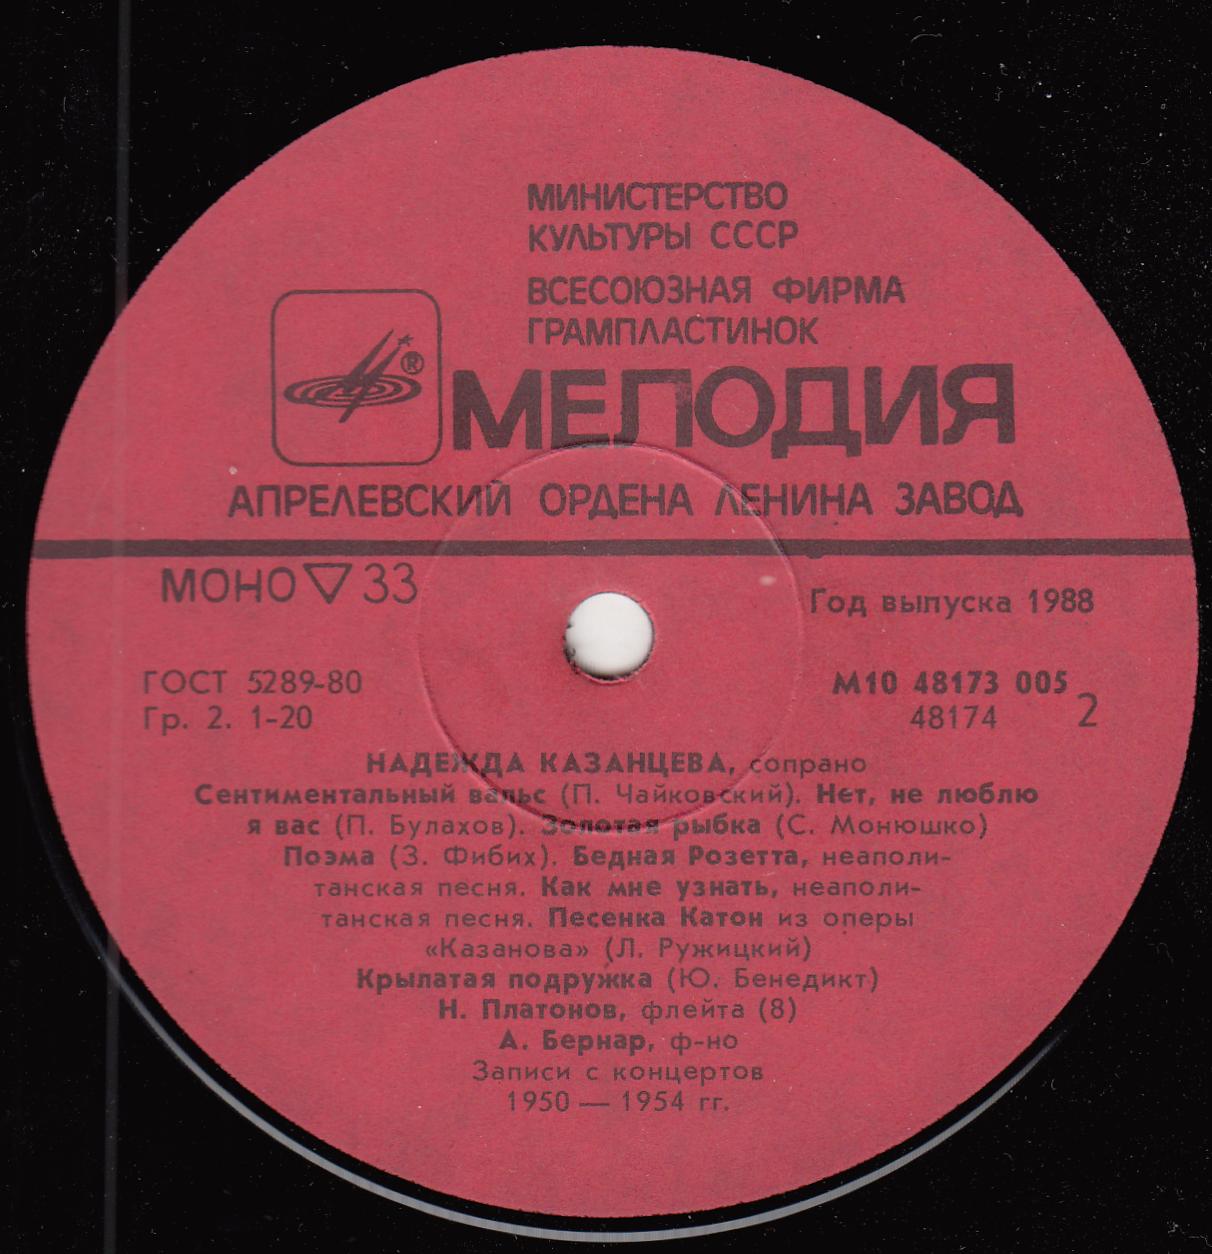 МИНИСТЕРСТВО
КУЛЬТУРЫ СССР
ВСЕСОЮЗНАЯ ФИРМА
ГРАМПЛАСТИНОК
®
МЕЛОДИЯ
АПРЕЛЕВСКИЙ ОРДЕНА ЛЕНИНА ЗАВОД
МОНО ▽ 33
Год выпуска 1988
ГОСТ 5289-80
Гр. 2. 1-20
М10 48173 005
48174 2
НАДЕЖДА КАЗАНЦЕВА, сопрано
Сентиментальный вальс (П. Чайковский). Нет, не люблю
я вас (П. Булахов). Золотая рыбка (С. Монюшко)
Поэма (З. Фибих). Бедная Розетта, неаполи-
танская песня. Как мне узнать, неаполи-
танская песня. Песенка Катон из оперы
«Казанова» (Л. Ружицкий)
Крылатая подружка (Ю. Бенедикт)
Н. Платонов, флейта (8)
А. Бернар, ф-но
Записи с концертов
1950 — 1954 гг.